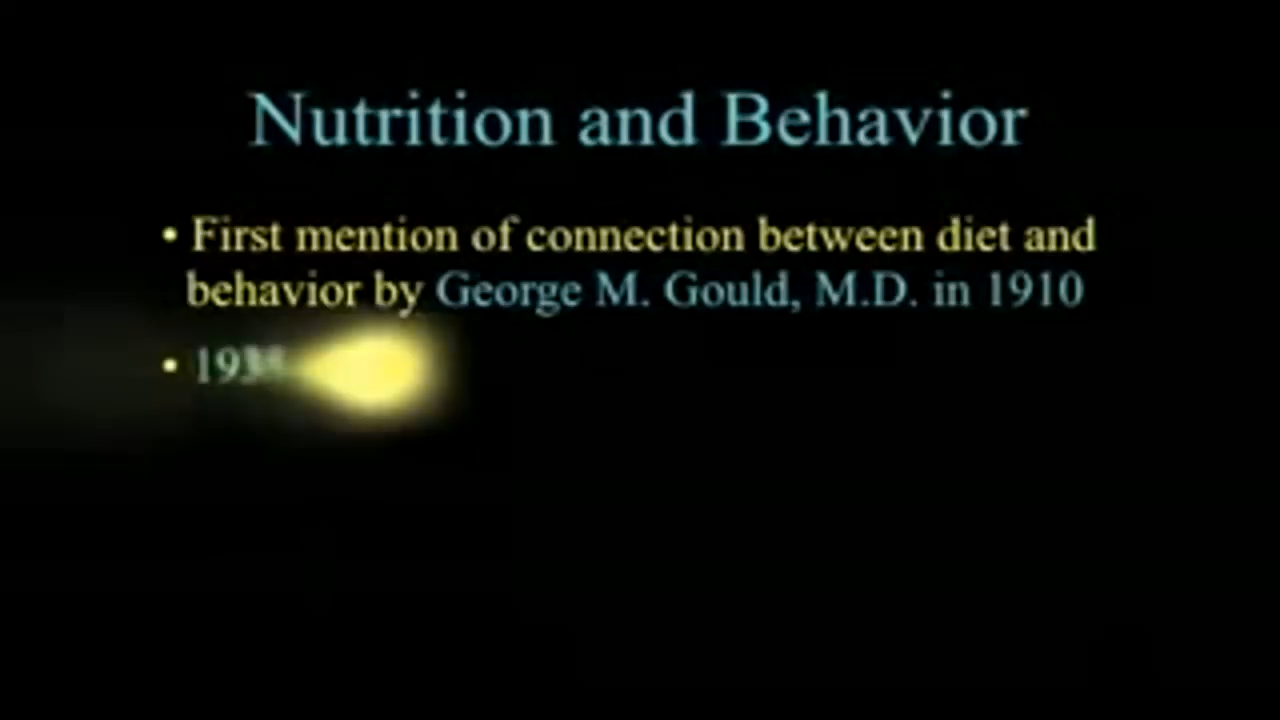 Nutrition and Behavior
• First mention of connection between diet and
behavior by George M. Gould, M.D. in 1910
•